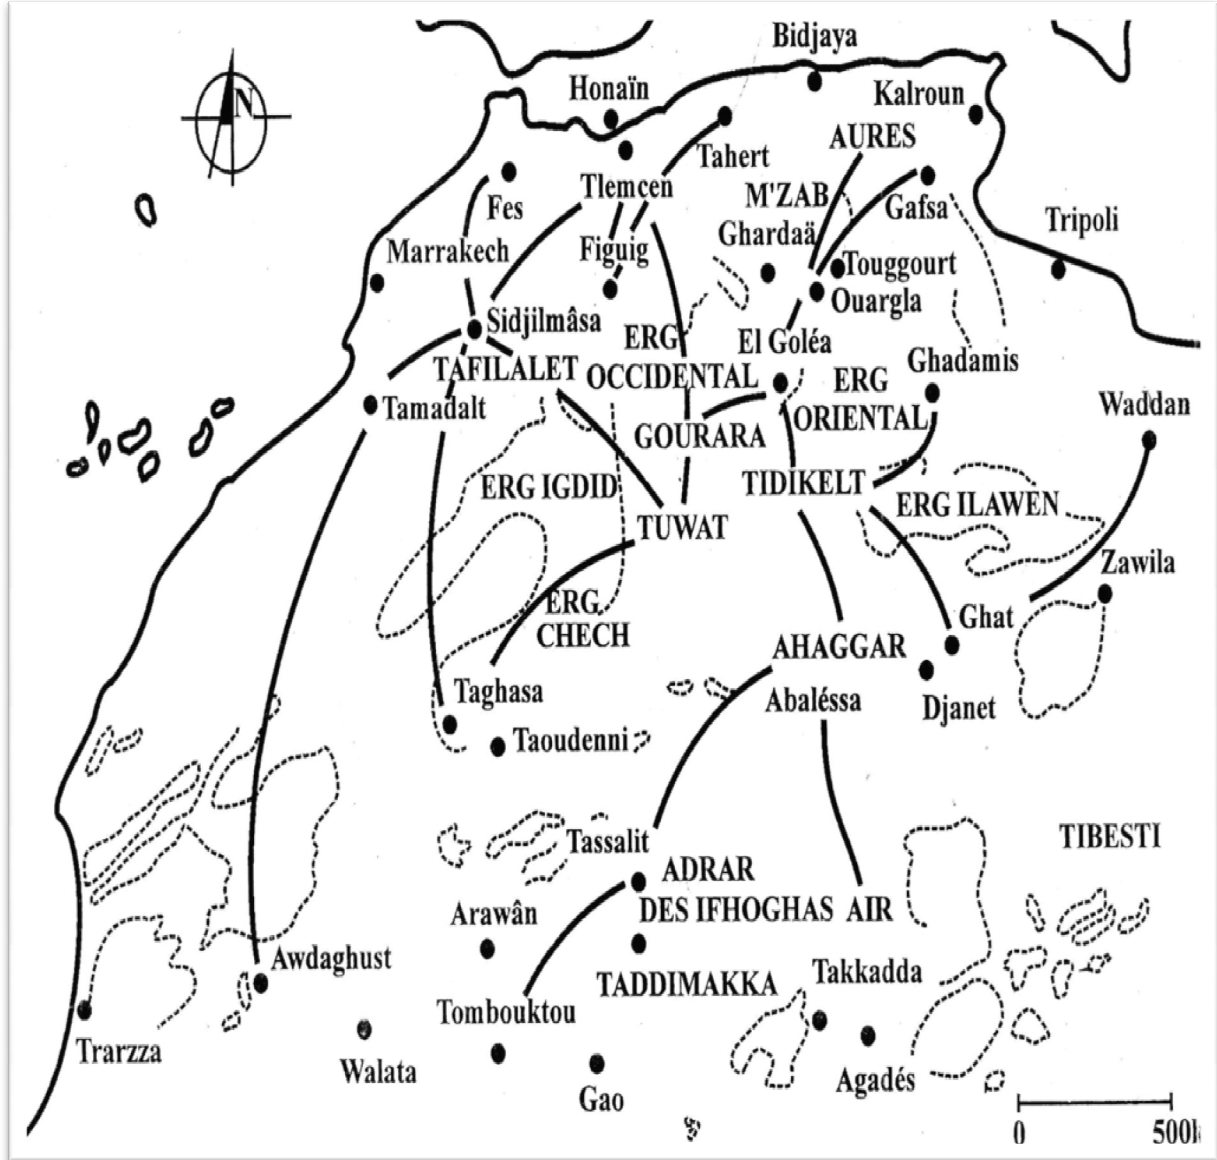 Bidjaya
Honaïn
Kalroun
N
AURES
Tahert
Tlemcen
M'ZAB
Fes
Gafsa
Ghardaä
Tripoli
Figuig
Marrakech
Touggourt
Ouargla
Sidjilmâsa
ERG
OCCIDENTAL
El Goléa
Ghadamis
TAFILALET
ERG
ORIENTAL
Tamadalt
Waddan
GOURARA
ERG IGDID
TIDIKELT
ERG ILAWEN
TUWAT
Zawila
ERG
CHECH
Ghat
AHAGGAR
Taghasa
Abaléssa
Djanet
Taoudenni
Tassalit
TIBESTI
ADRAR
DES IFHOGHAS
AIR
Arawân
Awdaghust
Takkadda
TADDIMAKKA
Tombouktou
Trarzza
Walata
Agadés
Gao
0
500k